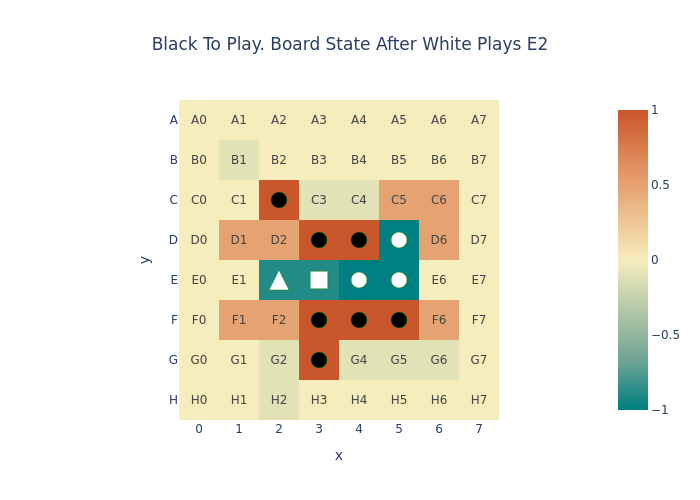 Black To Play. Board State After White Plays E2
A A0 A1 A2 A3 A4 A5 A6 A7
B B0 B1 B2 B3 B4 B5 B6 B7
C C0 C1 C3 C4 C5 C6 C7
D D0 D1 D2 D6 D7
E E0 E1 E6 E7
F F0 F1 F2 F6 F7
G G0 G1 G2 G4 G5 G6 G7
H H0 H1 H2 H3 H4 H5 H6 H7
0 1 2 3 4 5 6 7
x
y
1
0.5
0
−0.5
−1